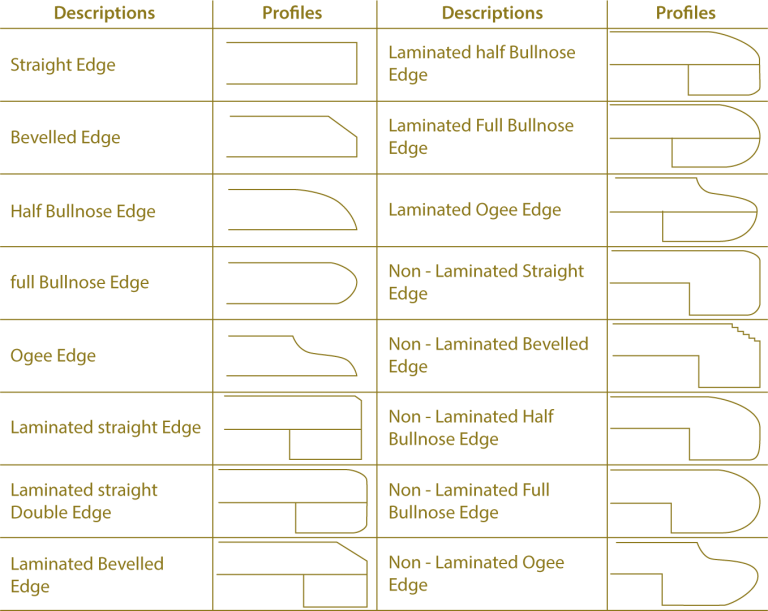 Descriptions
Profiles
Descriptions
Profiles
Straight Edge
Laminated half Bullnose
Edge
Bevelled Edge
Laminated Full Bullnose
Edge
Half Bullnose Edge
Laminated Ogee Edge
full Bullnose Edge
Non - Laminated Straight
Edge
Ogee Edge
Non - Laminated Bevelled
Edge
Laminated straight Edge
Non - Laminated Half
Bullnose Edge
Laminated straight
Double Edge
Non - Laminated Full
Bullnose Edge
Laminated Bevelled
Edge
Non - Laminated Ogee
Edge